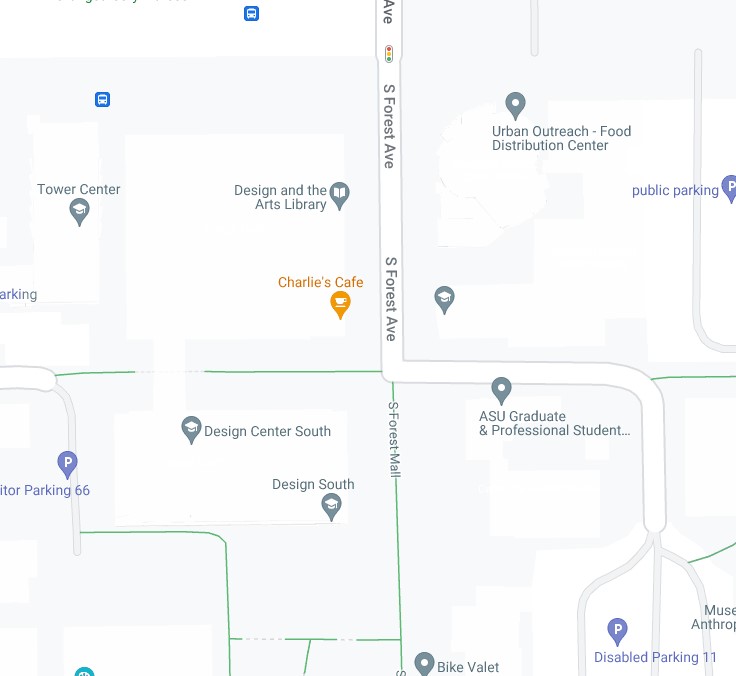 Ave
S Forest Ave
Urban Outreach - Food
Distribution Center
Tower Center
Design and the
Arts Library
public parking
P
Charlie's Cafe
arking
S Forest Ave
ASU Graduate
& Professional Student...
S Forest Mall
Design Center South
P
itor Parking 66
Design South
Muse
Anthrop
P
Disabled Parking 11
Bike Valet
S